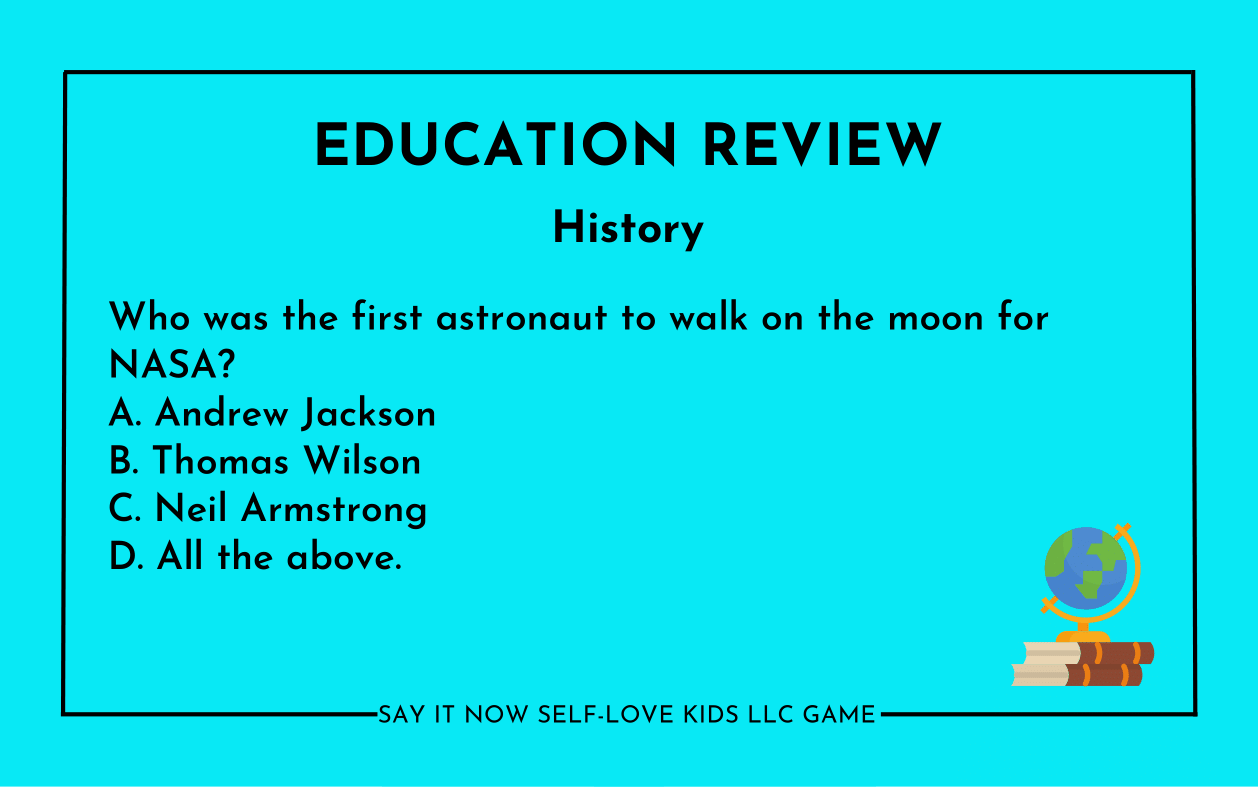 EDUCATION REVIEW
History
Who was the first astronaut to walk on the moon for
NASA?
A. Andrew Jackson
B. Thomas Wilson
C. Neil Armstrong
D. All the above.
SAY IT NOW SELF-LOVE KIDS LLC GAME